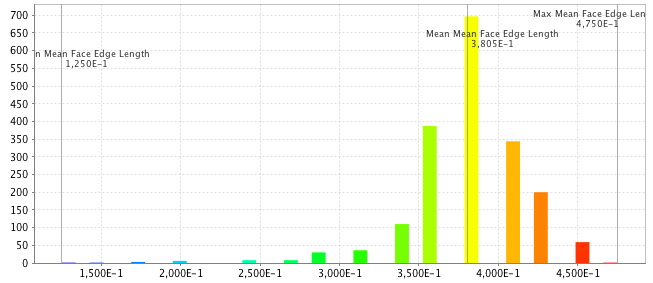 700
650
600
550
500
450
400
350
300
250
200
150
100
50
0
n Mean Face Edge Length
1,250E-1
Mean Mean Face Edge Length
3,805E-1
Max Mean Face Edge Len
4,750E-1
1,500E-1
2,000E-1
2,500E-1
3,000E-1
3,500E-1
4,000E-1
4,500E-1